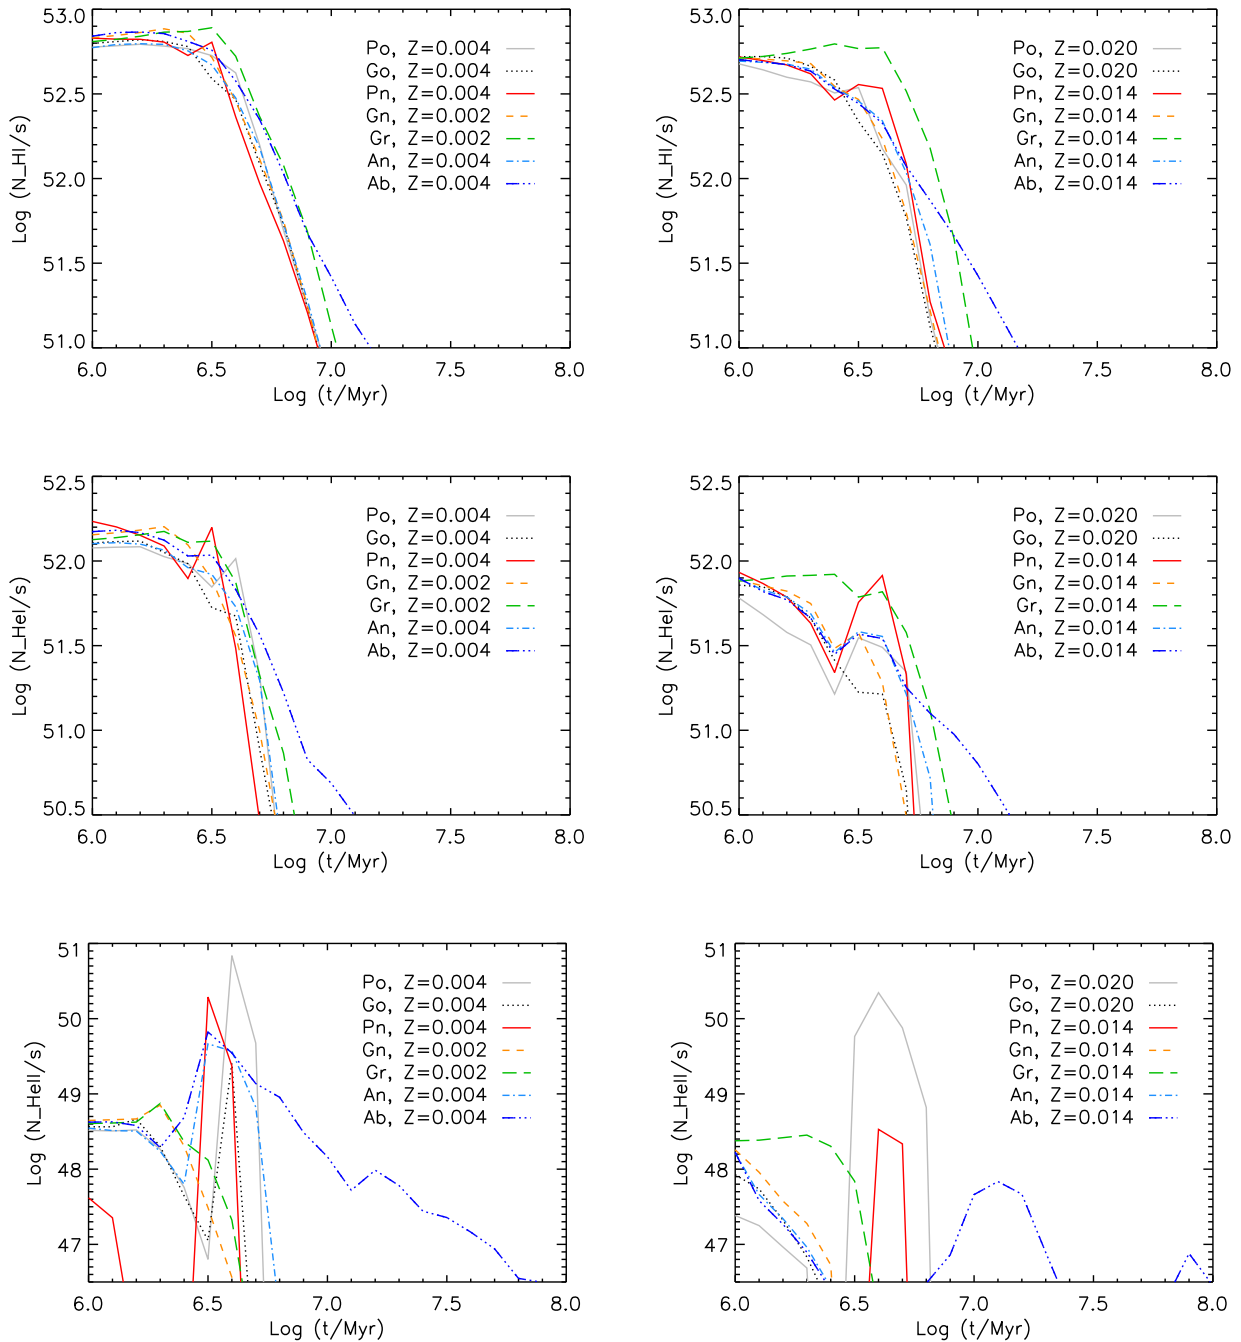 53.0
52.5
52.0
51.5
51.0
Log (N_HI/s)
Po, Z=0.004
Go, Z=0.004
Pn, Z=0.004
Gn, Z=0.002
Gr, Z=0.002
An, Z=0.004
Ab, Z=0.004
6.0 6.5 7.0 7.5 8.0
Log (t/Myr)
53.0
52.5
52.0
51.5
51.0
Log (N_HI/s)
Po, Z=0.020
Go, Z=0.020
Pn, Z=0.014
Gn, Z=0.014
Gr, Z=0.014
An, Z=0.014
Ab, Z=0.014
6.0 6.5 7.0 7.5 8.0
Log (t/Myr)
52.5
52.0
51.5
51.0
50.5
Log (N_HeI/s)
Po, Z=0.004
Go, Z=0.004
Pn, Z=0.004
Gn, Z=0.002
Gr, Z=0.002
An, Z=0.004
Ab, Z=0.004
6.0 6.5 7.0 7.5 8.0
Log (t/Myr)
52.5
52.0
51.5
51.0
50.5
Log (N_HeI/s)
Po, Z=0.020
Go, Z=0.020
Pn, Z=0.014
Gn, Z=0.014
Gr, Z=0.014
An, Z=0.014
Ab, Z=0.014
6.0 6.5 7.0 7.5 8.0
Log (t/Myr)
51
50
49
48
47
Log (N_HeII/s)
Po, Z=0.004
Go, Z=0.004
Pn, Z=0.004
Gn, Z=0.002
Gr, Z=0.002
An, Z=0.004
Ab, Z=0.004
6.0 6.5 7.0 7.5 8.0
Log (t/Myr)
51
50
49
48
47
Log (N_HeII/s)
Po, Z=0.020
Go, Z=0.020
Pn, Z=0.014
Gn, Z=0.014
Gr, Z=0.014
An, Z=0.014
Ab, Z=0.014
6.0 6.5 7.0 7.5 8.0
Log (t/Myr)